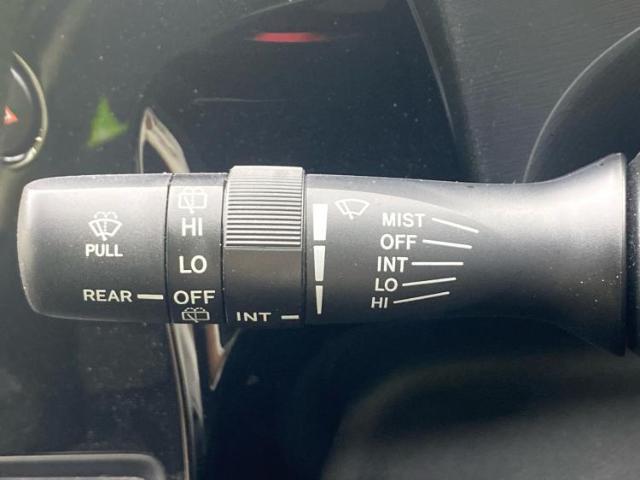 PULL
REAR
HI
LO
OFF
INT
MIST
OFF
INT
LO
HI